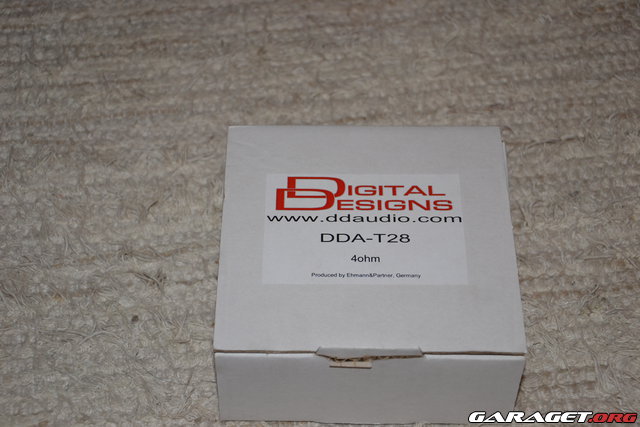 DIGITAL
DESIGNS
www.ddaudio.com
DDA-T28
4ohm
Produced by Ehmann&Partner, Germany
GARAGET.ORG